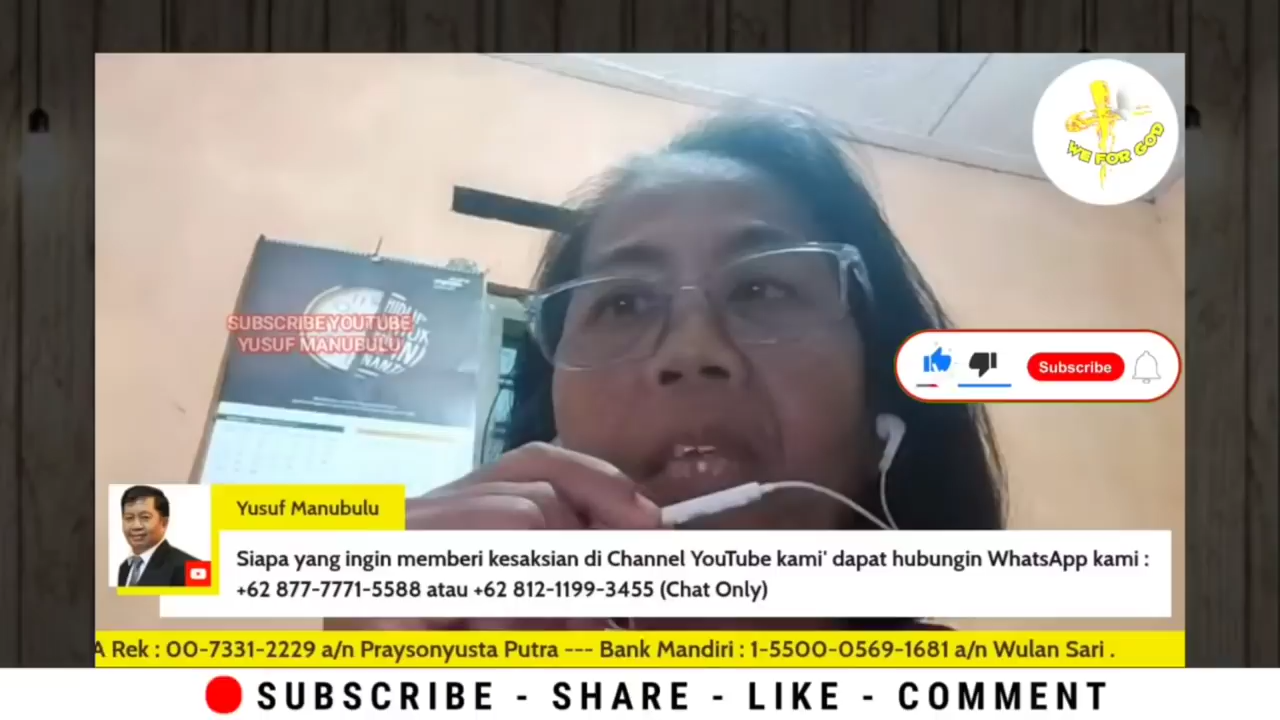 WE FOR GOD
SUBSCRIBE YOUTUBE
YUSUF MANUBULU
Subscribe
Yusuf Manubulu
Siapa yang ingin memberi kesaksian di Channel YouTube kami' dapat hubungin WhatsApp kami :
+62 877-7771-5588 atau +62 812-1199-3455 (Chat Only)
A Rek : 00-7331-2229 a/n Praysonyusta Putra --- Bank Mandiri : 1-5500-0569-1681 a/n Wulan Sari .
SUBSCRIBE - SHARE - LIKE - COMMENT